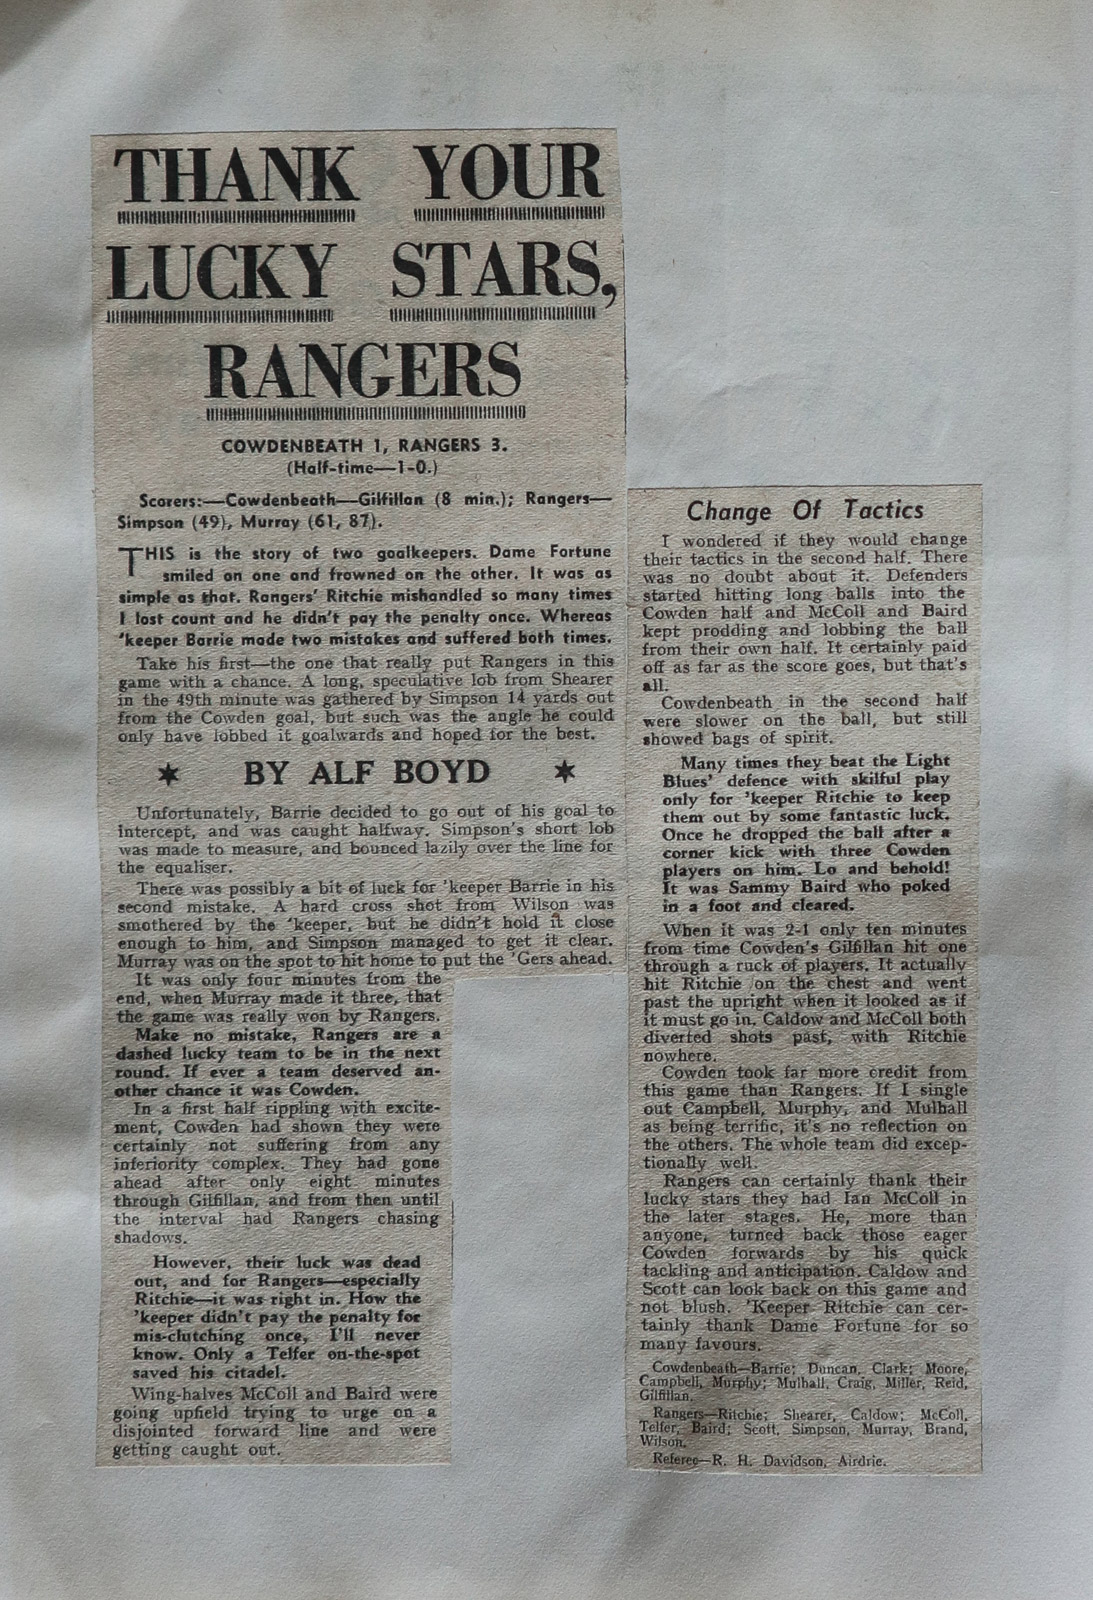 THANK YOUR
LUCKY STARS,
RANGERS
COWDENBEATH 1, RANGERS 3.
(Half-time—1-0.)
Scorers:—Cowdenbeath—Gilfillan (8 min.); Rangers—
Simpson (49), Murray (61, 87).
THIS is the story of two goalkeepers. Dame Fortune
smiled on one and frowned on the other. It was as
simple as that. Rangers' Ritchie mishandled so many times
I lost count and he didn't pay the penalty once. Whereas
'keeper Barrie made two mistakes and suffered both times.
Take his first—the one that really put Rangers in this
game with a chance. A long, speculative lob from Shearer
in the 49th minute was gathered by Simpson 14 yards out
from the Cowden goal, but such was the angle he could
only have lobbed it goalwards and hoped for the best.
★ BY ALF BOYD ★
Unfortunately, Barrie decided to go out of his goal to
intercept, and was caught halfway. Simpson's short lob
was made to measure, and bounced lazily over the line for
the equaliser.
There was possibly a bit of luck for 'keeper Barrie in his
second mistake. A hard cross shot from Wilson was
smothered by the 'keeper, but he didn't hold it close
enough to him, and Simpson managed to get it clear.
Murray was on the spot to hit home to put the 'Gers ahead.
It was only four minutes from the
end, when Murray made it three, that
the game was really won by Rangers.
Make no mistake, Rangers are a
dashed lucky team to be in the next
round. If ever a team deserved an-
other chance it was Cowden.
In a first half rippling with excite-
ment, Cowden had shown they were
certainly not suffering from any
inferiority complex. They had gone
ahead after only eight minutes
through Gilfillan, and from then until
the interval had Rangers chasing
shadows.
However, their luck was dead
out, and for Rangers—especially
Ritchie—it was right in. How the
'keeper didn't pay the penalty for
mis-clutching once, I'll never
know. Only a Telfer on-the-spot
saved his citadel.
Wing-halves McColl and Baird were
going upfield trying to urge on a
disjointed forward line and were
getting caught out.
Change Of Tactics
I wondered if they would change
their tactics in the second half. There
was no doubt about it. Defenders
started hitting long balls into the
Cowden half and McColl and Baird
kept prodding and lobbing the ball
from their own half. It certainly paid
off as far as the score goes, but that's
all.
Cowdenbeath in the second half
were slower on the ball, but still
showed bags of spirit.
Many times they beat the Light
Blues' defence with skilful play
only for 'keeper Ritchie to keep
them out by some fantastic luck.
Once he dropped the ball after a
corner kick with three Cowden
players on him. Lo and behold!
It was Sammy Baird who poked
in a foot and cleared.
When it was 2-1 only ten minutes
from time Cowden's Gilfillan hit one
through a ruck of players. It actually
hit Ritchie on the chest and went
past the upright when it looked as if
it must go in. Caldow and McColl both
diverted shots past, with Ritchie
nowhere.
Cowden took far more credit from
this game than Rangers. If I single
out Campbell, Murphy, and Mulhall
as being terrific, it's no reflection on
the others. The whole team did excep-
tionally well.
Rangers can certainly thank their
lucky stars they had Ian McColl in
the later stages. He, more than
anyone, turned back those eager
Cowden forwards by his quick
tackling and anticipation. Caldow and
Scott can look back on this game and
not blush. 'Keeper Ritchie can cer-
tainly thank Dame Fortune for so
many favours.
Cowdenbeath—Barrie; Duncan, Clark; Moore,
Campbell, Murphy; Mulhall, Craig, Miller, Reid,
Gilfillan.
Rangers—Ritchie; Shearer, Caldow; McColl,
Telfer, Baird; Scott, Simpson, Murray, Brand,
Wilson.
Referee—R. H. Davidson, Airdrie.